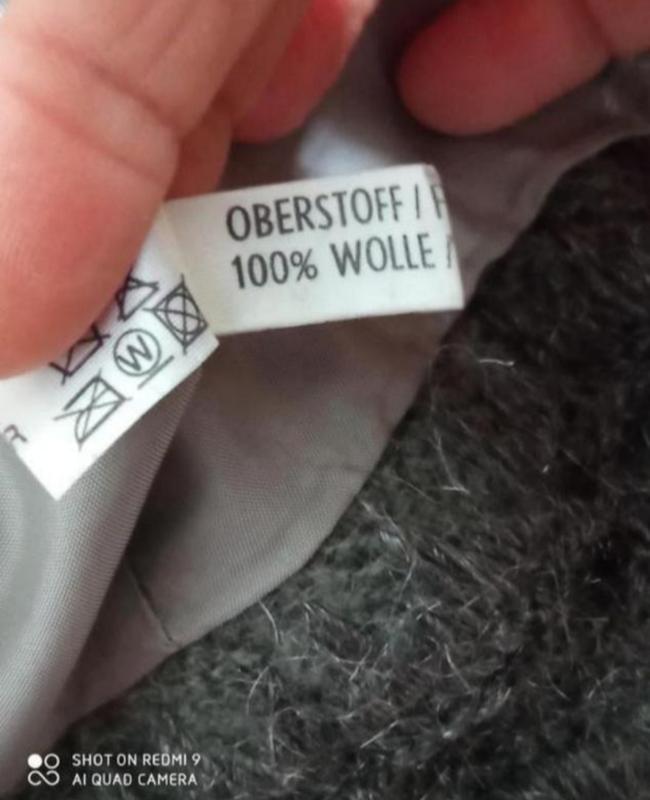 OBERSTOFF /
100% WOLLE /
W
SHOT ON REDMI 9
AI QUAD CAMERA